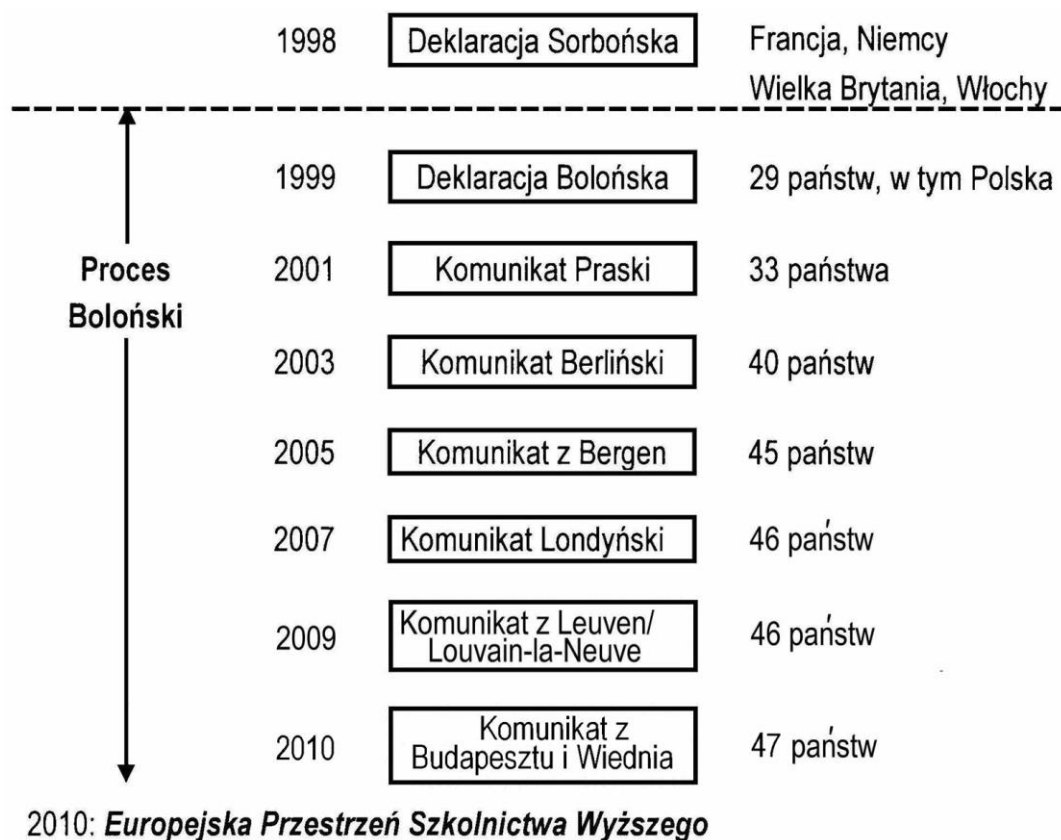 1998 Deklaracja Sorbońska Francja, Niemcy
Wielka Brytania, Włochy
1999 Deklaracja Bolońska 29 państw, w tym Polska
Proces
Boloński
2001 Komunikat Praski 33 państwa
2003 Komunikat Berliński 40 państw
2005 Komunikat z Bergen 45 państw
2007 Komunikat Londyński 46 państw
2009 Komunikat z Leuven/
Louvain-la-Neuve 46 państw
2010 Komunikat z
Budapesztu i Wiednia 47 państw
2010: Europejska Przestrzeń Szkolnictwa Wyższego